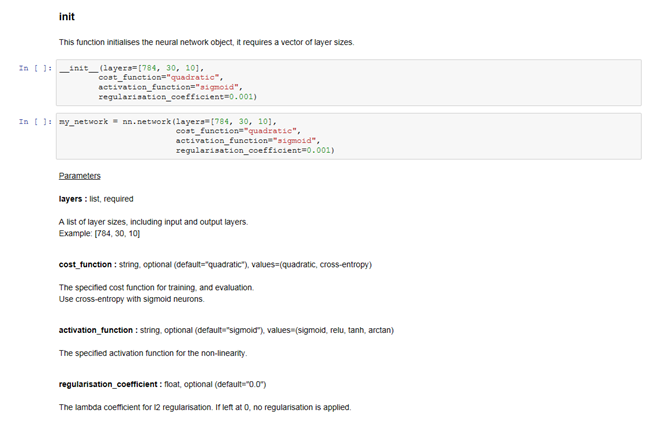 init
This function initialises the neural network object, it requires a vector of layer sizes.
In [ ]: __init__(layers=[784, 30, 10],
cost_function="quadratic",
activation_function="sigmoid",
regularisation_coefficient=0.001)
In [ ]: my_network = nn.network(layers=[784, 30, 10],
cost_function="quadratic",
activation_function="sigmoid",
regularisation_coefficient=0.001)
Parameters
layers : list, required
A list of layer sizes, including input and output layers.
Example: [784, 30, 10]
cost_function : string, optional (default="quadratic"), values=(quadratic, cross-entropy)
The specified cost function for training, and evaluation.
Use cross-entropy with sigmoid neurons.
activation_function : string, optional (default="sigmoid"), values=(sigmoid, relu, tanh, arctan)
The specified activation function for the non-linearity.
regularisation_coefficient : float, optional (default="0.0")
The lambda coefficient for l2 regularisation. If left at 0, no regularisation is applied.